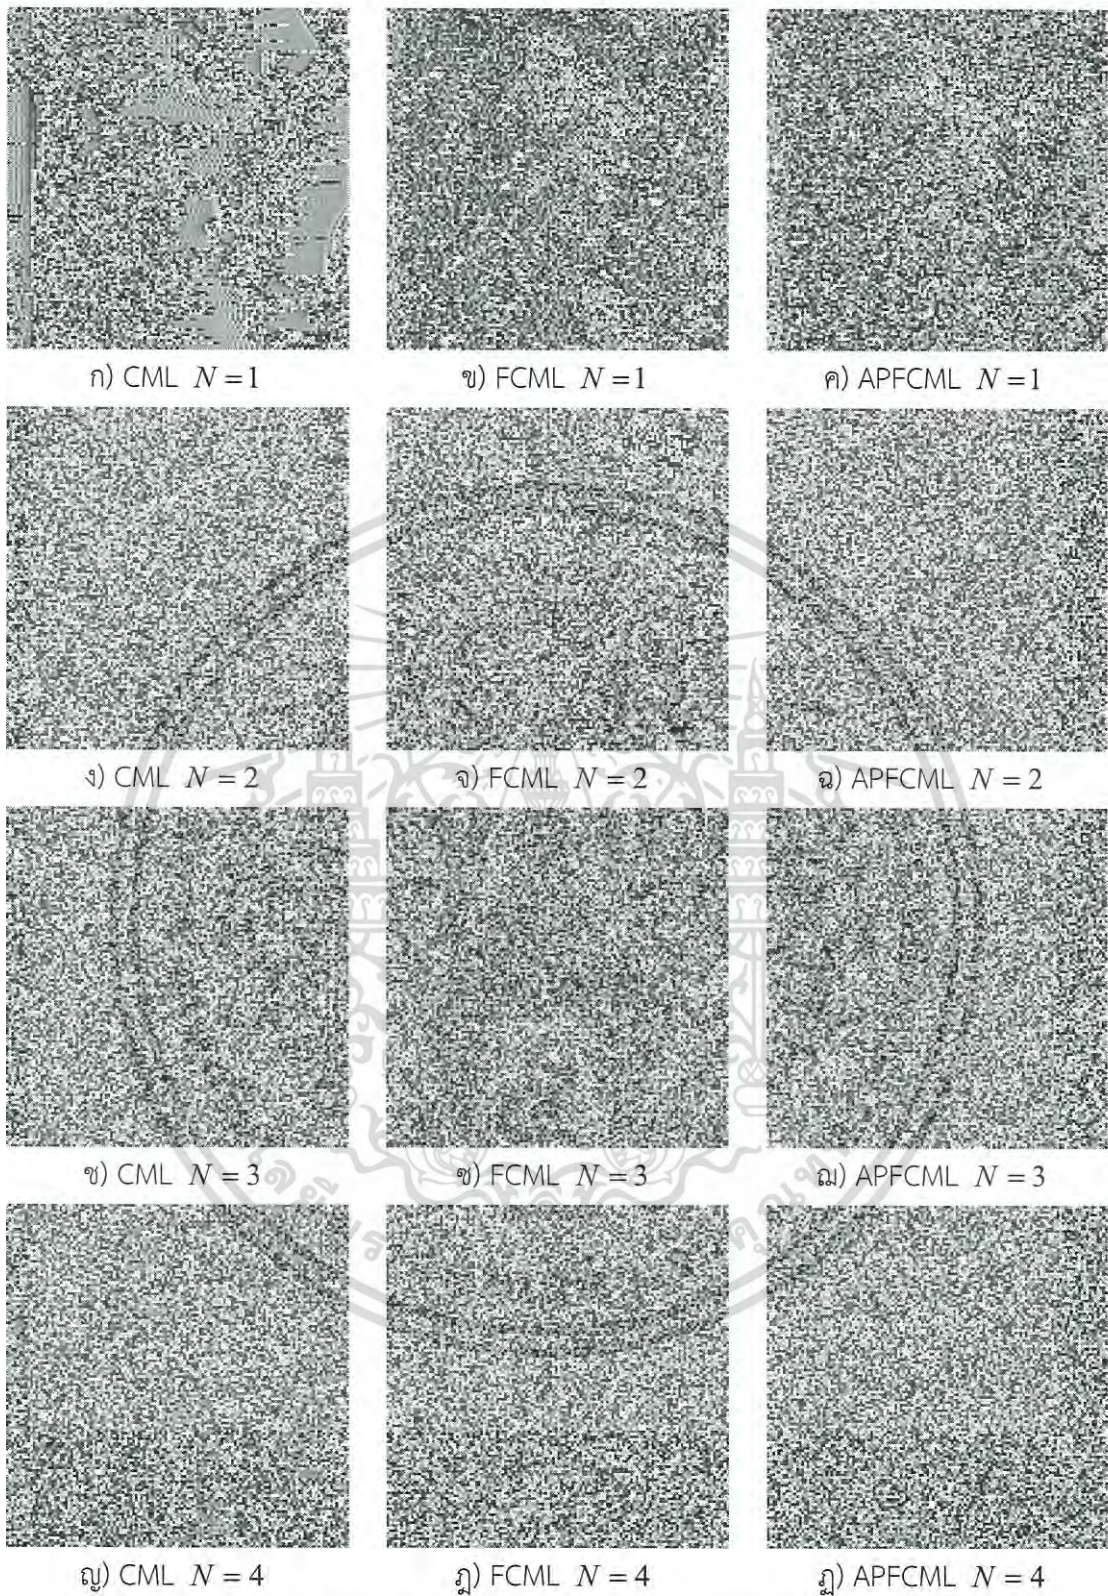 ก) CML N = 1
ข) FCML N = 1
ค) APFCML N = 1
ง) CML N = 2
จ) FCML N = 2
ฉ) APFCML N = 2
ช) CML N = 3
ซ) FCML N = 3
ฌ) APFCML N = 3
ญ) CML N = 4
ฎ) FCML N = 4
ฏ) APFCML N = 4